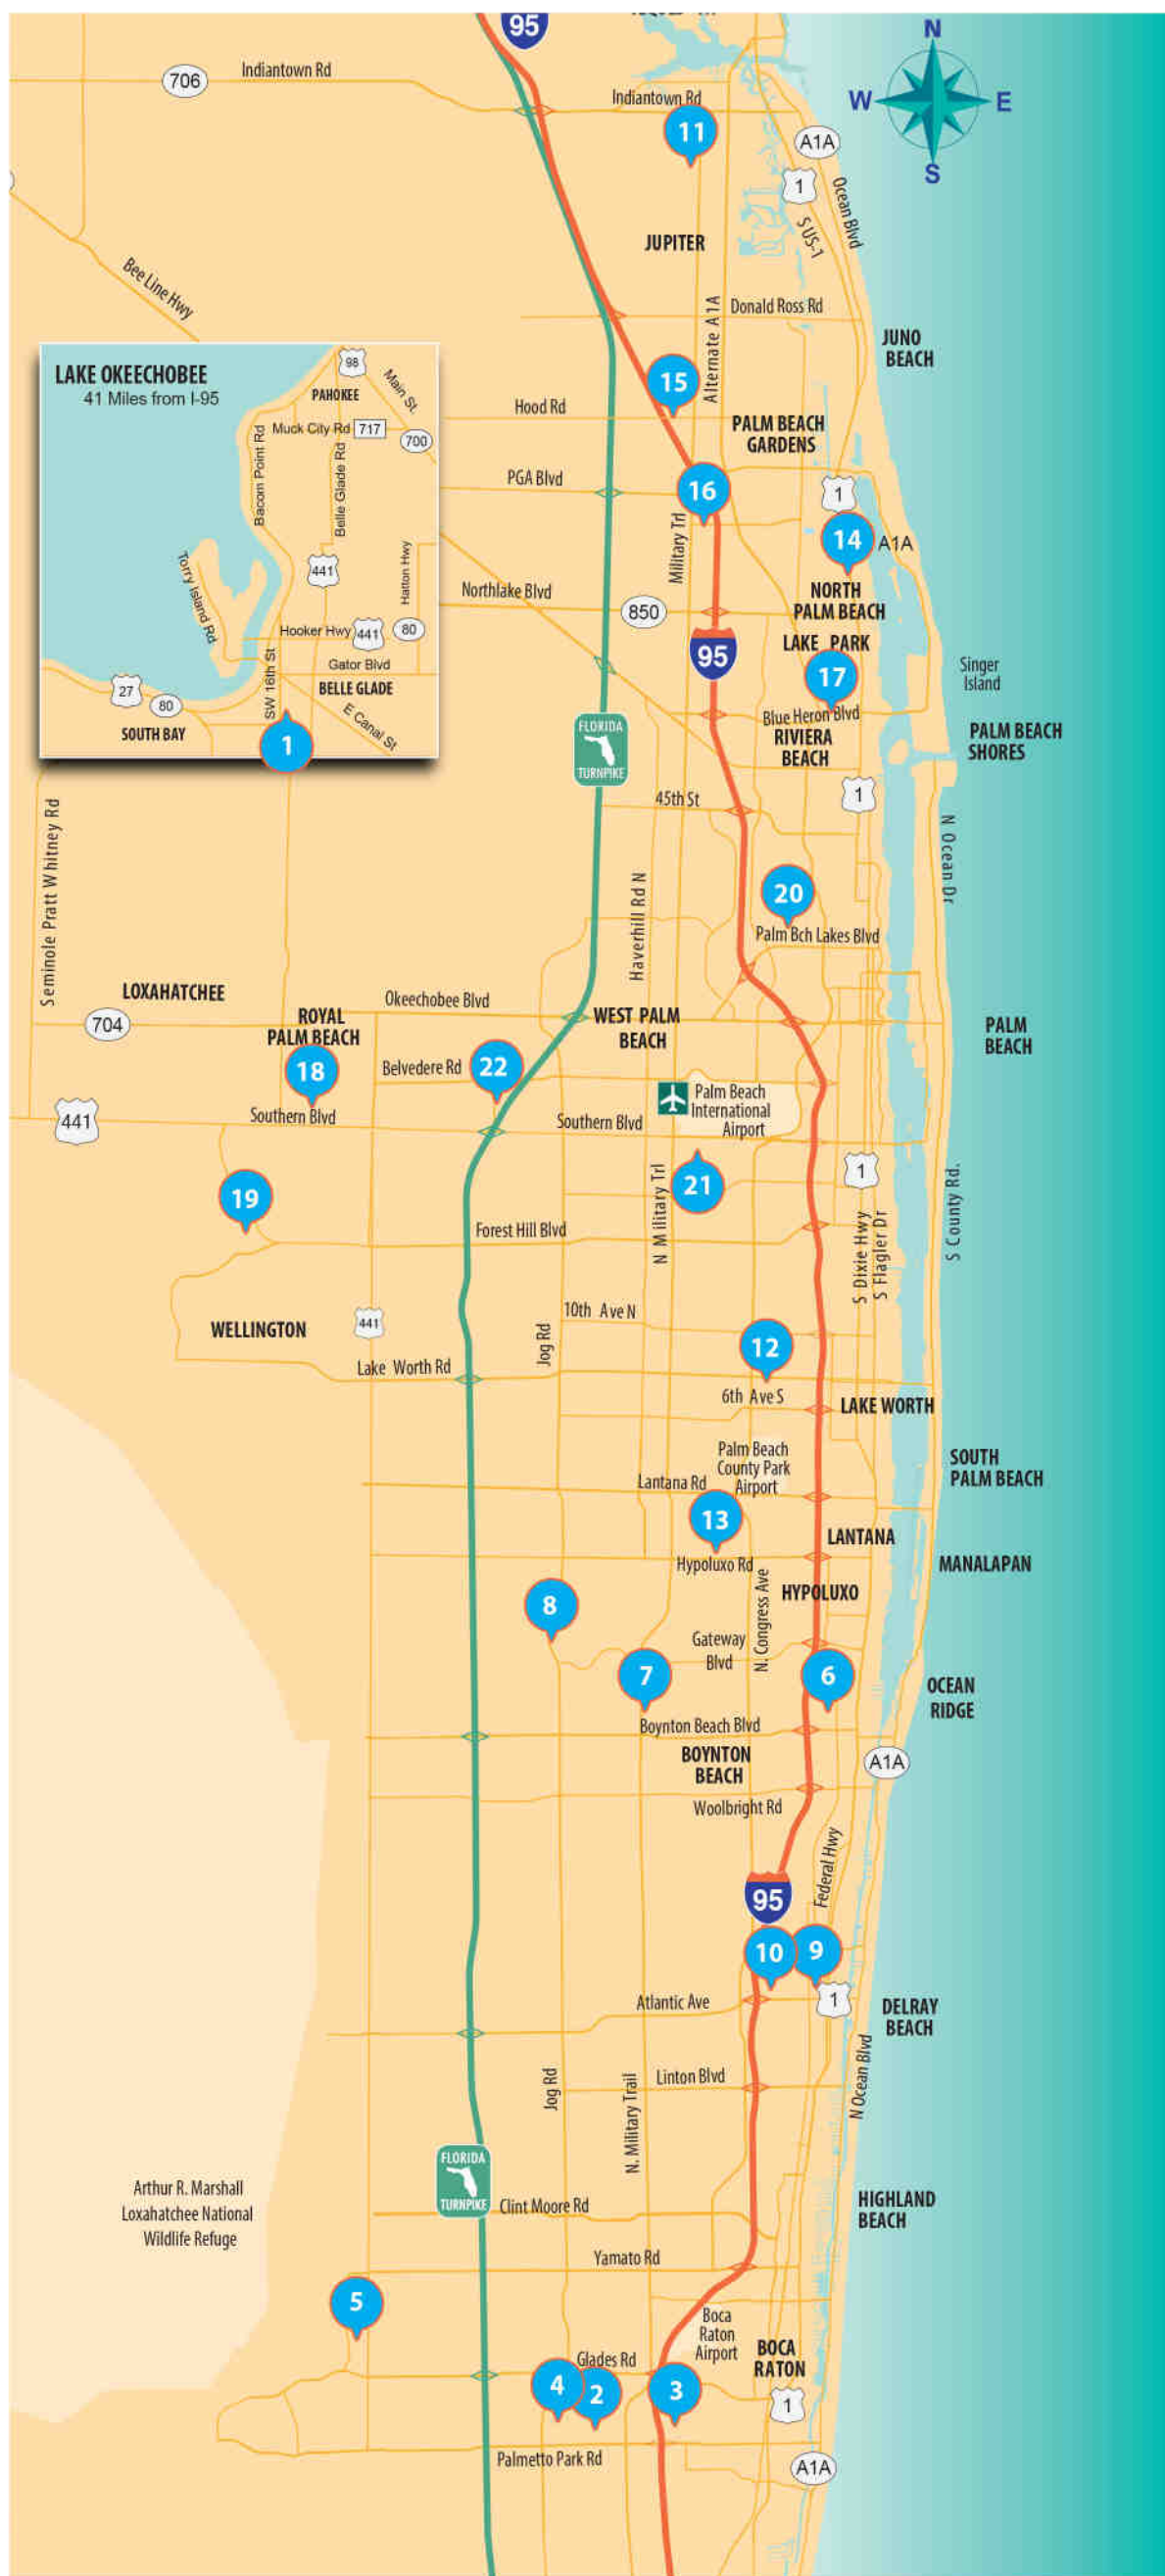 95
N
W
E
S
706
Indiantown Rd
Indiantown Rd
11
A1A
1
Ocean Blvd
S US-1
JUPITER
Bee Line Hwy
Alternate A1A
Donald Ross Rd
JUNO
BEACH
15
Hood Rd
PALM BEACH
GARDENS
LAKE OKEECHOBEE
41 Miles from I-95
98
Main St.
PAHOKEE
Muck City Rd
717
700
Bacom Point Rd
Belle Glade Rd
441
Torry Island Rd
Hatton Hwy
Hooker Hwy
441
80
SW 16th St
Gator Blvd
BELLE GLADE
27
80
E Canal St
SOUTH BAY
1
PGA Blvd
16
1
14
A1A
Military Trl
NORTH
PALM BEACH
Northlake Blvd
850
LAKE PARK
95
17
Singer
Island
Blue Heron Blvd
RIVIERA
BEACH
PALM BEACH
SHORES
FLORIDA
TURNPIKE
1
45th St
Seminole Pratt Whitney Rd
N Ocean Dr
Haverhill Rd N
20
Palm Bch Lakes Blvd
LOXAHATCHEE
Okeechobee Blvd
704
ROYAL
PALM BEACH
WEST PALM
BEACH
PALM
BEACH
18
Belvedere Rd
22
Palm Beach
International
Airport
441
Southern Blvd
Southern Blvd
19
21
1
N Military Trl
S Dixie Hwy
S Flagler Dr
S County Rd.
Forest Hill Blvd
10th Ave N
WELLINGTON
441
Jog Rd
12
Lake Worth Rd
6th Ave S
LAKE WORTH
Palm Beach
County Park
Airport
SOUTH
PALM BEACH
Lantana Rd
13
LANTANA
Hypoluxo Rd
MANALAPAN
HYPOLUXO
8
N. Congress Ave
Gateway
Blvd
7
6
OCEAN
RIDGE
Boynton Beach Blvd
BOYNTON
BEACH
A1A
Woolbright Rd
Federal Hwy
95
10
9
1
Atlantic Ave
DELRAY
BEACH
N Ocean Blvd
Jog Rd
N. Military Trail
Linton Blvd
FLORIDA
TURNPIKE
Arthur R. Marshall
Loxahatchee National
Wildlife Refuge
Clint Moore Rd
HIGHLAND
BEACH
Yamato Rd
5
Boca
Raton
Airport
BOCA
RATON
Glades Rd
4
2
3
1
Palmetto Park Rd
A1A